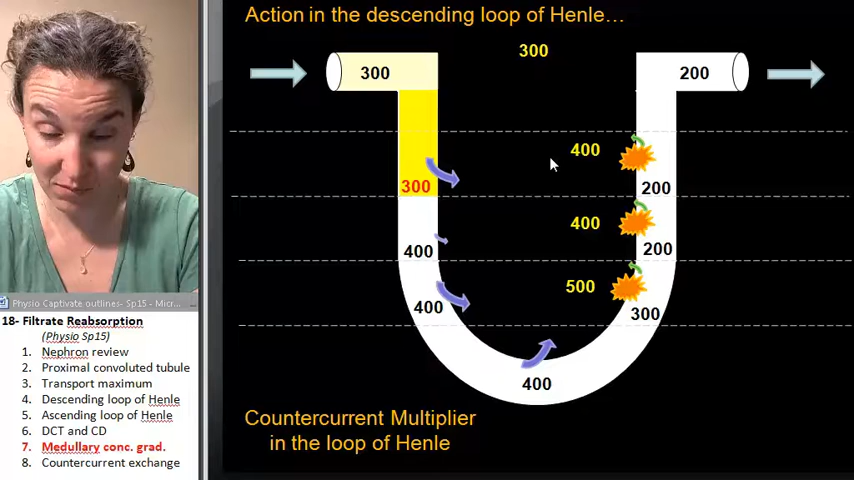 Action in the descending loop of Henle…
300
300
200
400
300
200
400
400
200
500
400
300
400
Countercurrent Multiplier
in the loop of Henle
Physio Captivate outlines- Sp15 - Micr...
18- Filtrate Reabsorption
(Physio Sp15)
1. Nephron review
2. Proximal convoluted tubule
3. Transport maximum
4. Descending loop of Henle
5. Ascending loop of Henle
6. DCT and CD
7. Medullary conc. grad.
8. Countercurrent exchange